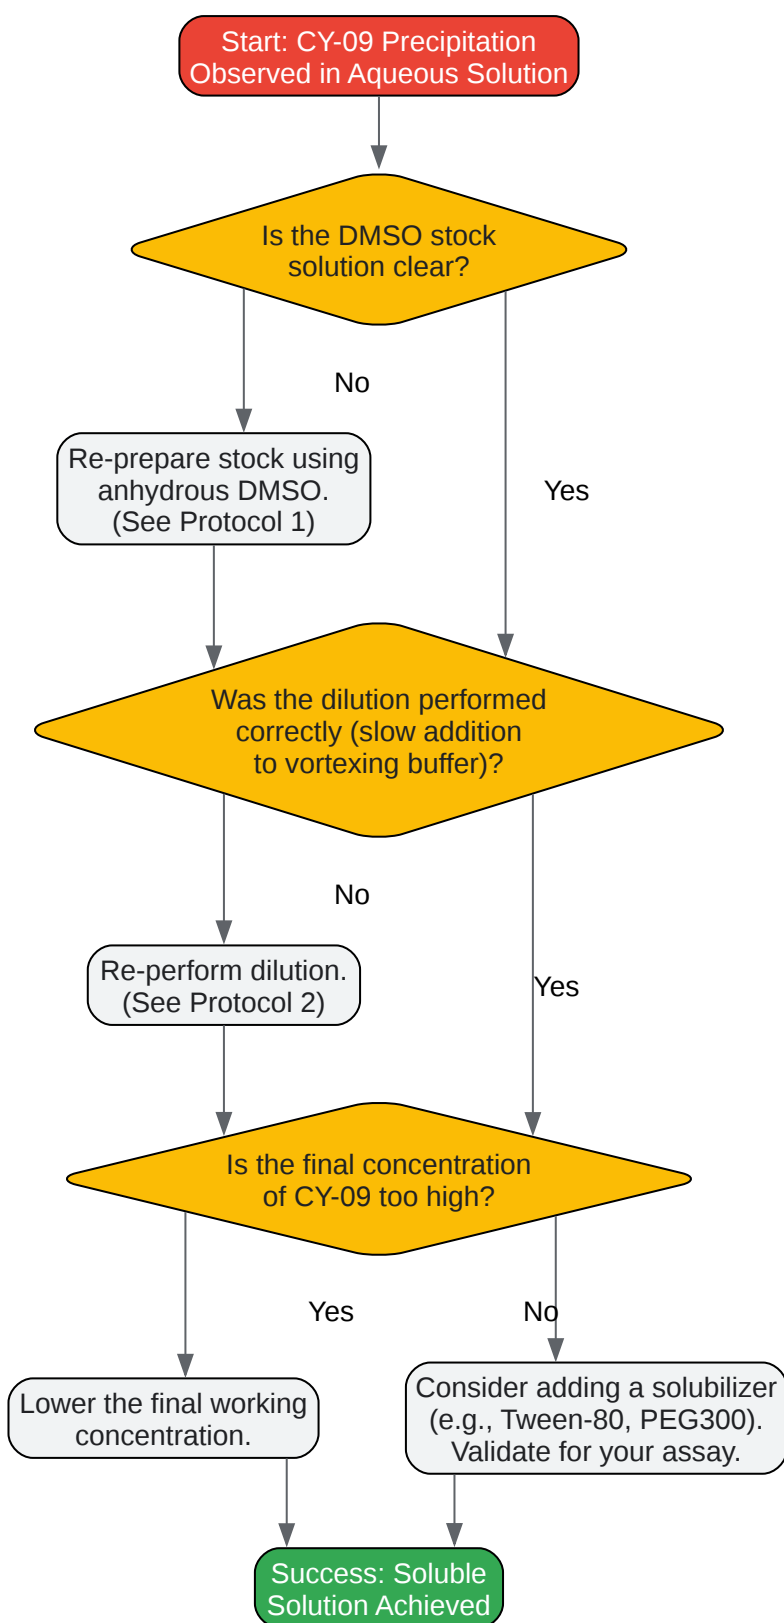 Start: CY-09 Precipitation
Observed in Aqueous Solution
Is the DMSO stock
solution clear?
No
Re-prepare stock using
anhydrous DMSO.
(See Protocol 1)
Yes
Was the dilution performed
correctly (slow addition
to vortexing buffer)?
No
Re-perform dilution.
(See Protocol 2)
Yes
Is the final concentration
of CY-09 too high?
Yes
No
Lower the final working
concentration.
Consider adding a solubilizer
(e.g., Tween-80, PEG300).
Validate for your assay.
Success: Soluble
Solution Achieved